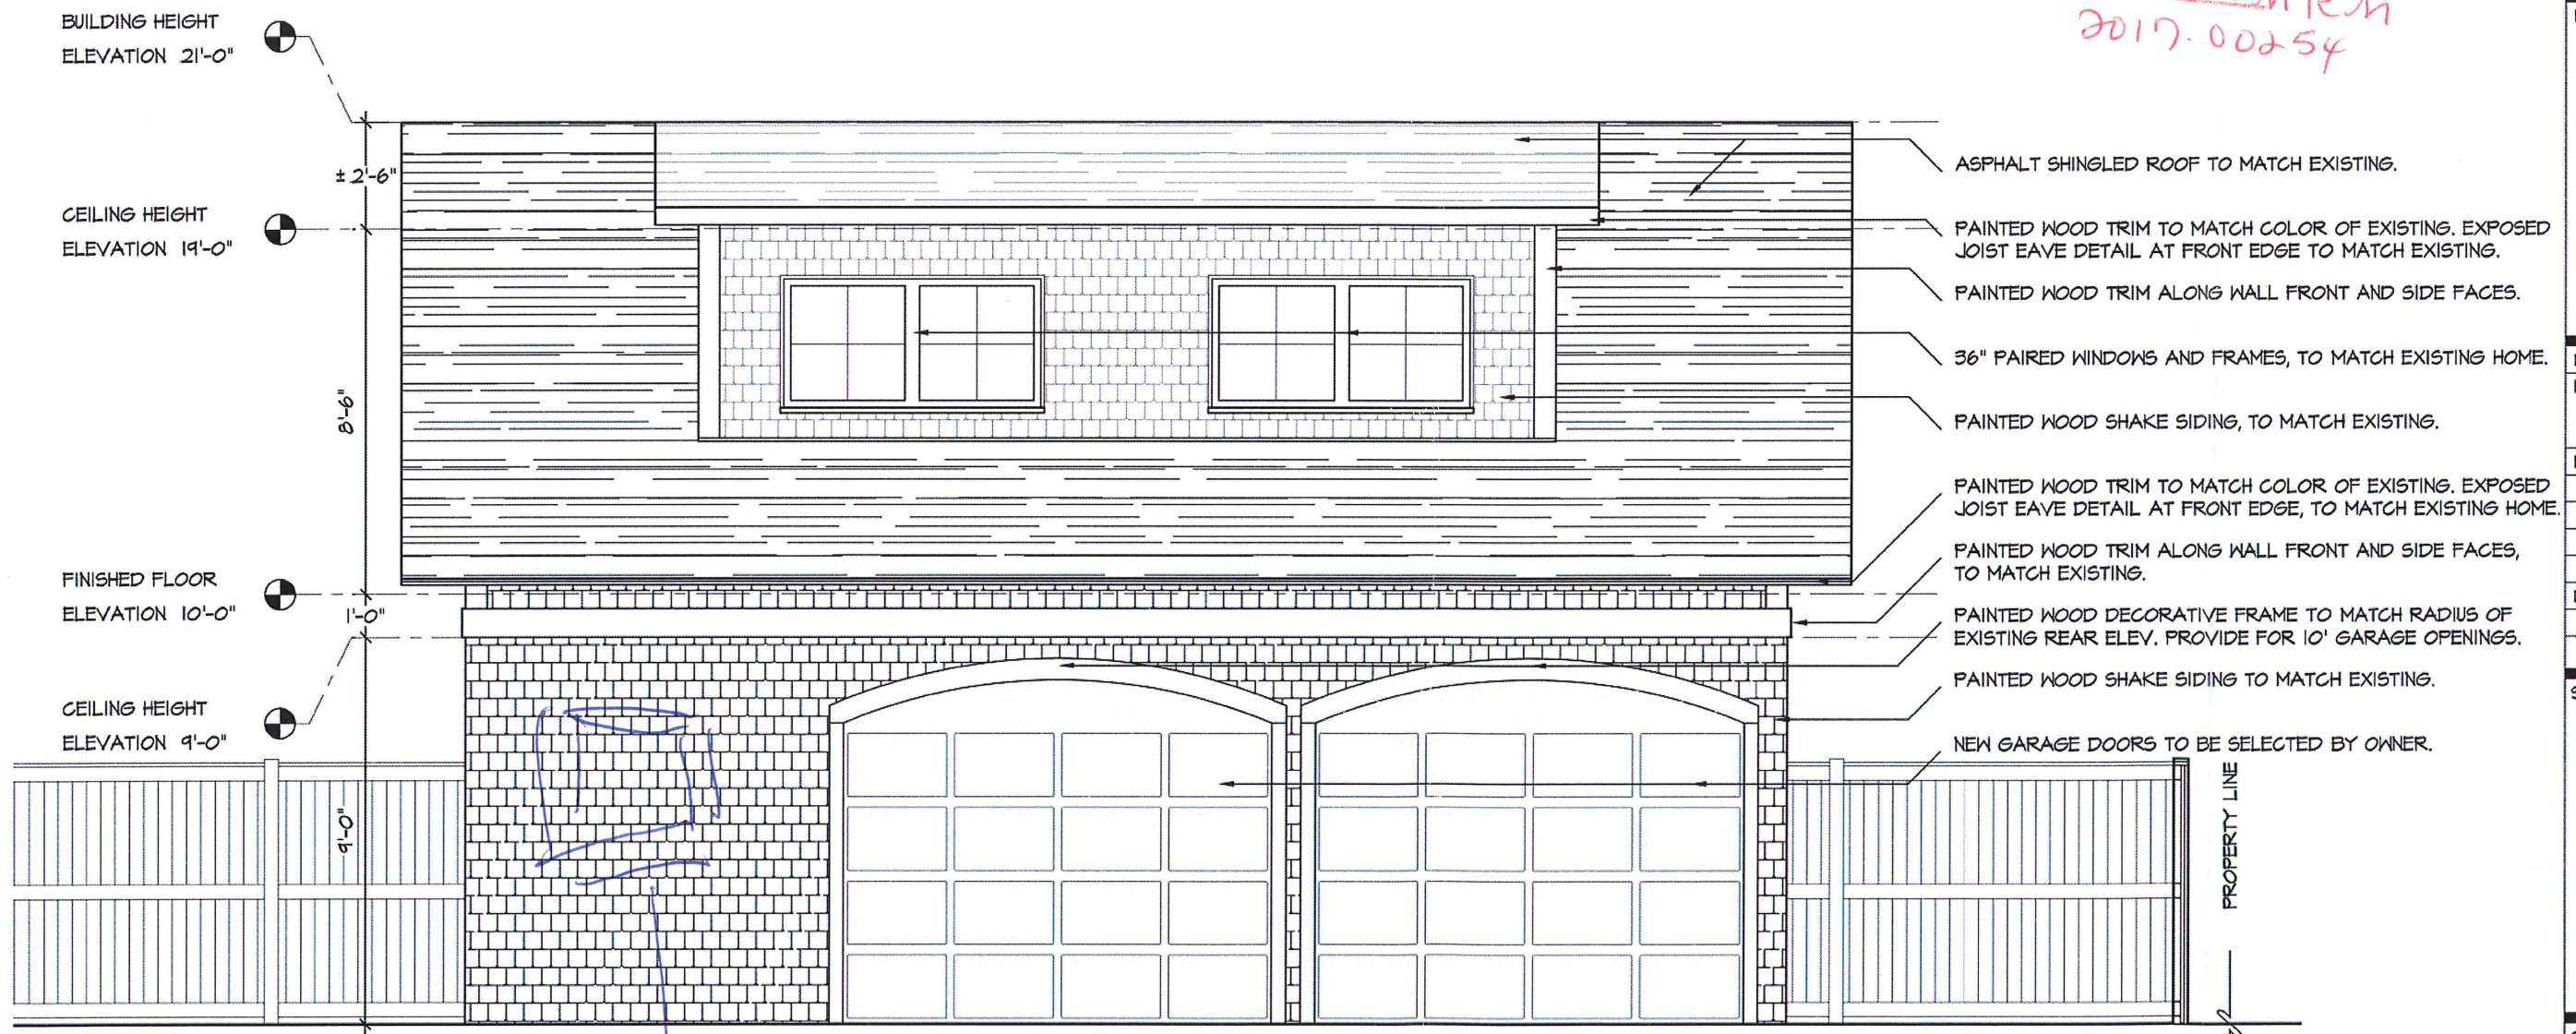 2017.00254
BUILDING HEIGHT
ELEVATION 21'-0"
± 2'-6"
CEILING HEIGHT
ELEVATION 19'-0"
8'-6"
FINISHED FLOOR
ELEVATION 10'-0"
1'-0"
CEILING HEIGHT
ELEVATION 9'-0"
9'-0"
ASPHALT SHINGLED ROOF TO MATCH EXISTING.
PAINTED WOOD TRIM TO MATCH COLOR OF EXISTING. EXPOSED
JOIST EAVE DETAIL AT FRONT EDGE TO MATCH EXISTING.
PAINTED WOOD TRIM ALONG WALL FRONT AND SIDE FACES.
36" PAIRED WINDOWS AND FRAMES, TO MATCH EXISTING HOME.
PAINTED WOOD SHAKE SIDING, TO MATCH EXISTING.
PAINTED WOOD TRIM TO MATCH COLOR OF EXISTING. EXPOSED
JOIST EAVE DETAIL AT FRONT EDGE, TO MATCH EXISTING HOME.
PAINTED WOOD TRIM ALONG WALL FRONT AND SIDE FACES,
TO MATCH EXISTING.
PAINTED WOOD DECORATIVE FRAME TO MATCH RADIUS OF
EXISTING REAR ELEV. PROVIDE FOR 10' GARAGE OPENINGS.
PAINTED WOOD SHAKE SIDING TO MATCH EXISTING.
NEW GARAGE DOORS TO BE SELECTED BY OWNER.
PROPERTY LINE